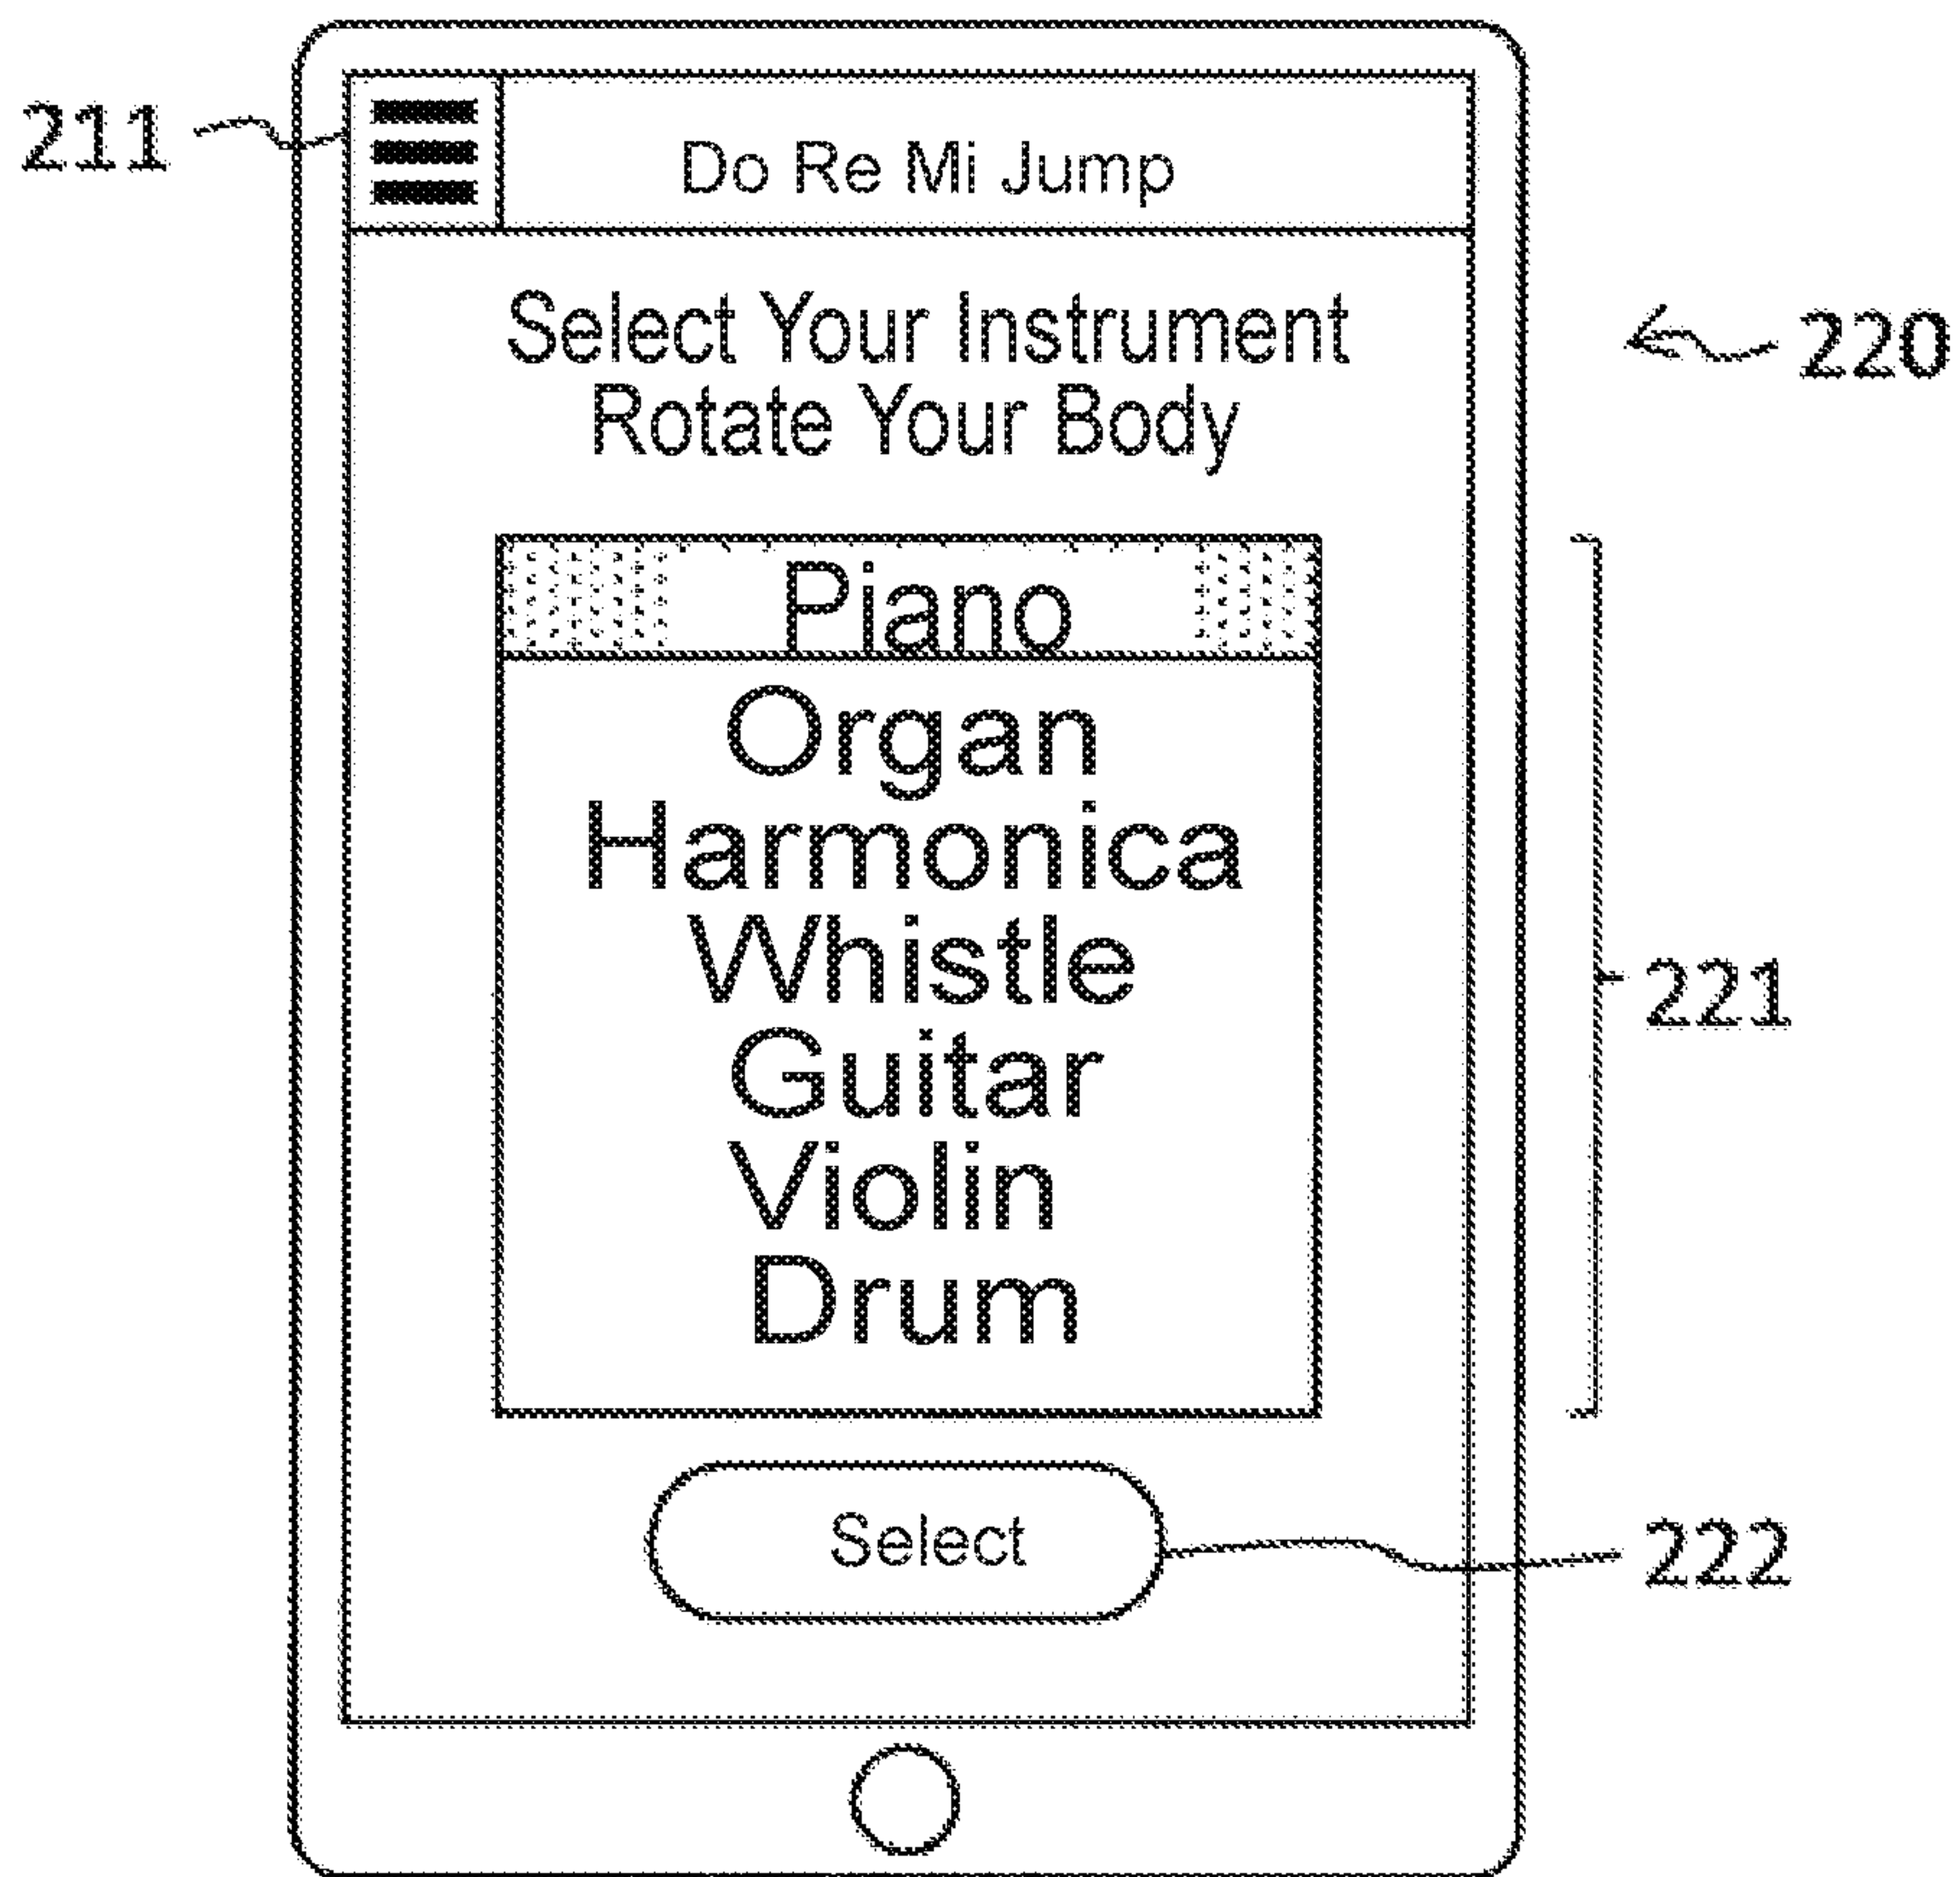 211
Do Re Mi Jump
Select Your Instrument
Rotate Your Body
220
Piano
Organ
Harmonica
Whistle
Guitar
Violin
Drum
221
Select
222